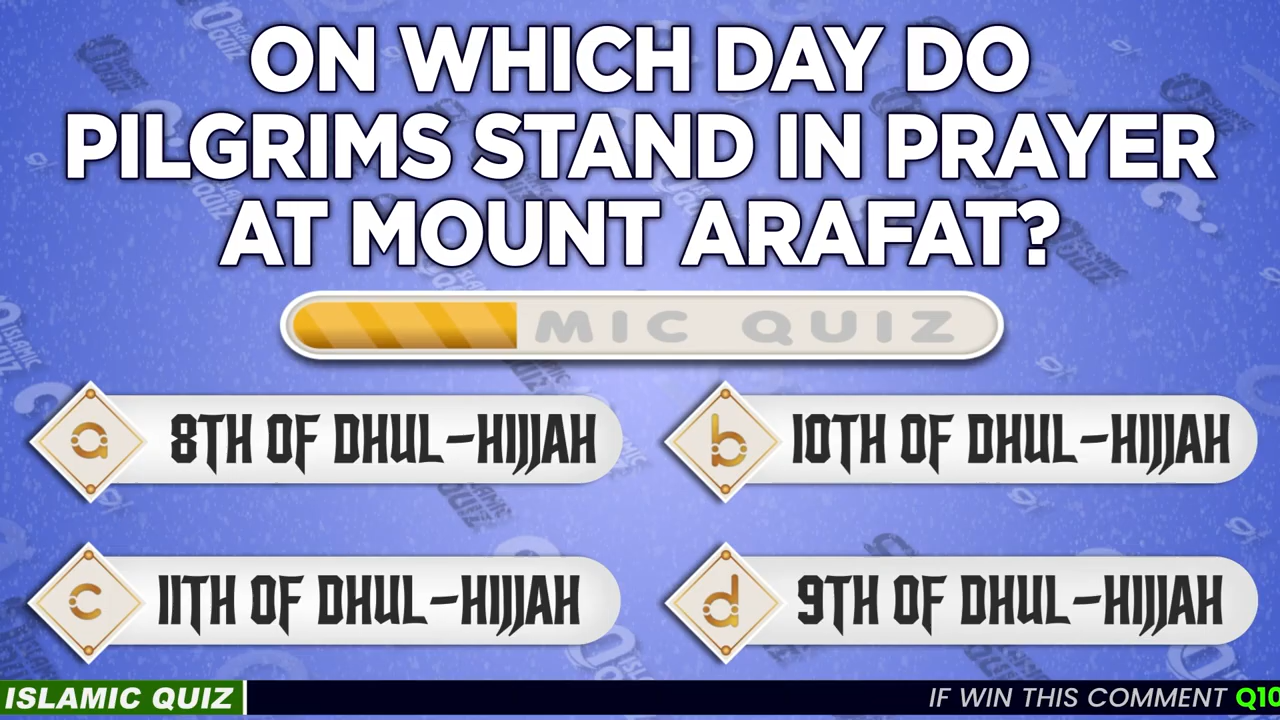 ON WHICH DAY DO
PILGRIMS STAND IN PRAYER
AT MOUNT ARAFAT?
MIC QUIZ
a 8TH OF DHUL-HIJJAH
b 10TH OF DHUL-HIJJAH
c 11TH OF DHUL-HIJJAH
d 9TH OF DHUL-HIJJAH
ISLAMIC QUIZ
IF WIN THIS COMMENT Q10